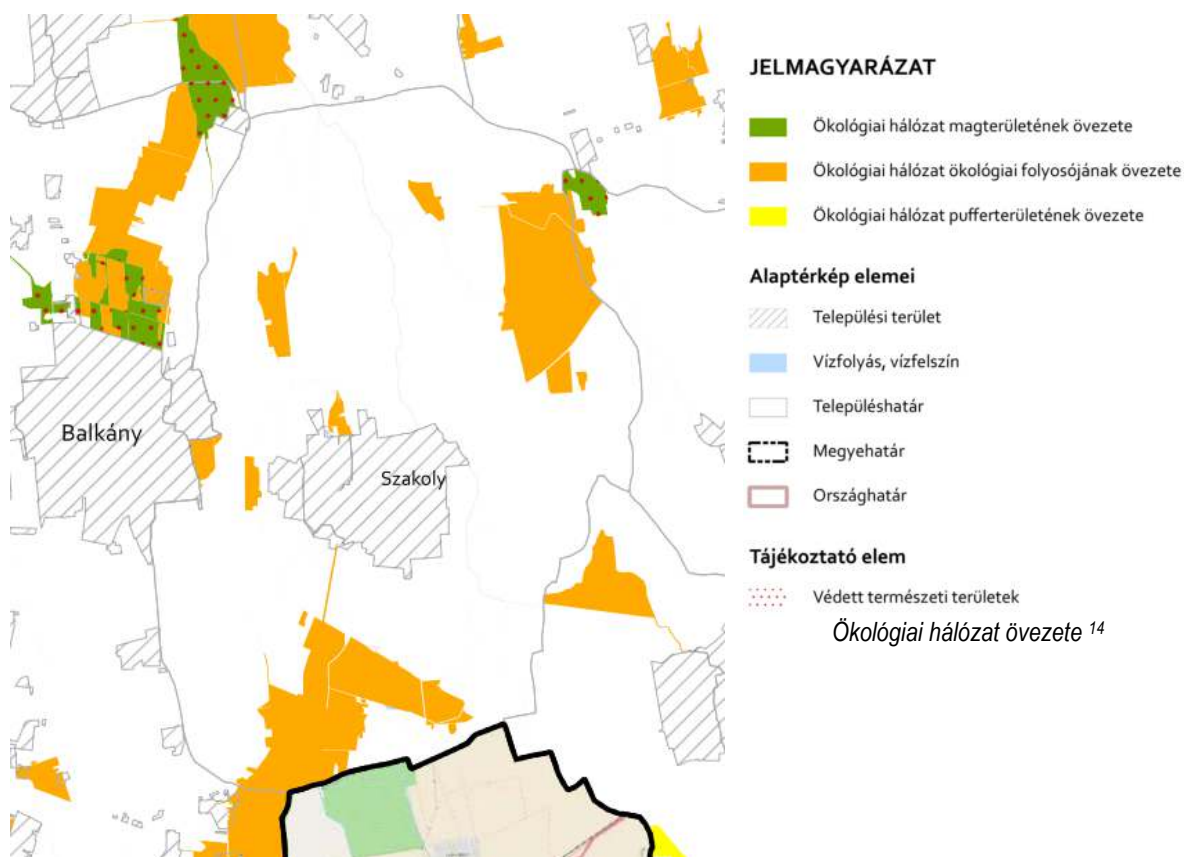 JELMAGYARÁZAT
Ökológiai hálózat magterületének övezete
Ökológiai hálózat ökológiai folyosójának övezete
Ökológiai hálózat pufferterületének övezete
Alaptérkép elemei
Települési terület
Vízfolyás, vízfelszín
Településhatár
Megyehatár
Országhatár
Tájékoztató elem
Védett természeti területek
Ökológiai hálózat övezete 14
Balkány
Szakoly